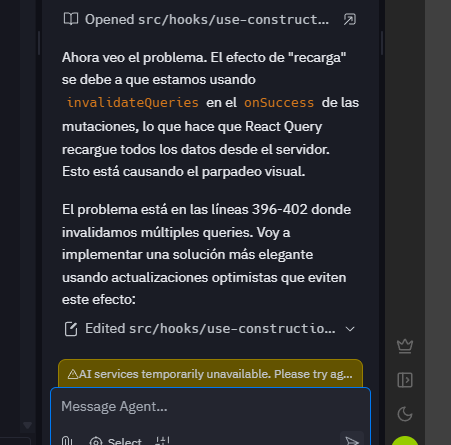 Opened src/hooks/use-construct...
Ahora veo el problema. El efecto de "recarga"
se debe a que estamos usando
invalidateQueries en el onSuccess de las
mutaciones, lo que hace que React Query
recargue todos los datos desde el servidor.
Esto está causando el parpadeo visual.
El problema está en las líneas 396-402 donde
invalidamos múltiples queries. Voy a
implementar una solución más elegante
usando actualizaciones optimistas que eviten
este efecto:
Edited src/hooks/use-constructio...
AI services temporarily unavailable. Please try ag...
Message Agent...
Select